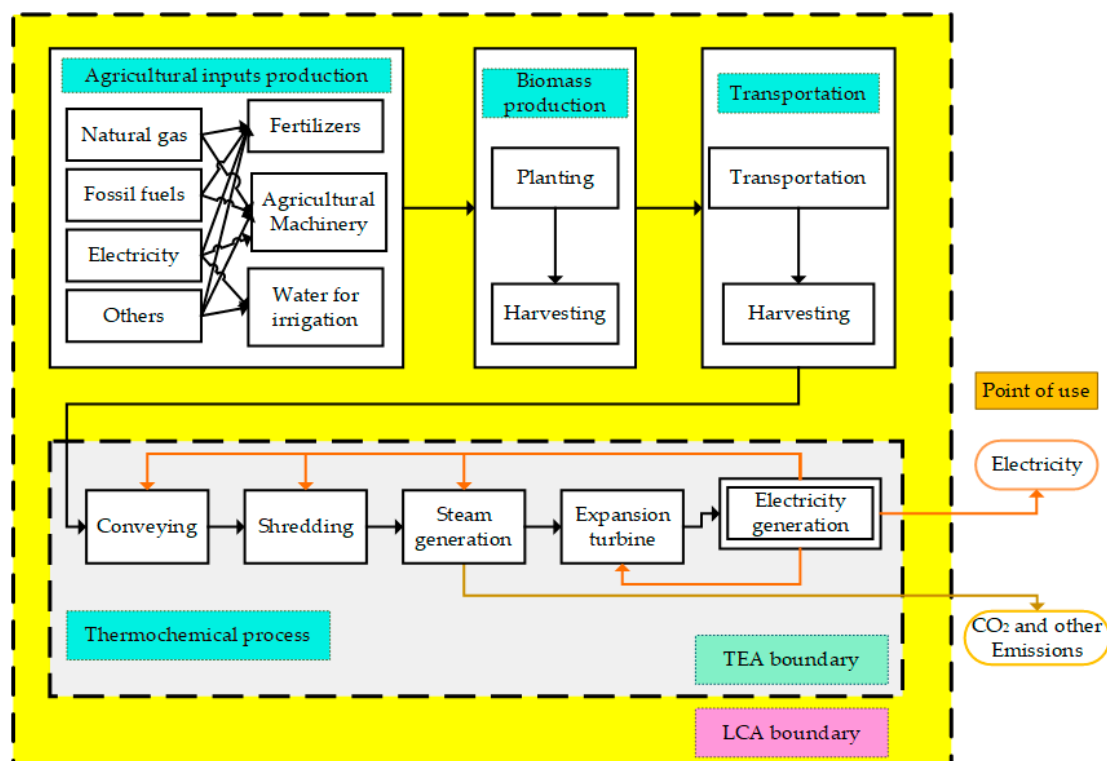 Agricultural inputs production
Natural gas
Fossil fuels
Electricity
Others
Fertilizers
Agricultural
Machinery
Water for
irrigation
Biomass
production
Planting
Harvesting
Transportation
Transportation
Harvesting
Point of use
Electricity
Conveying
Shredding
Steam
generation
Expansion
turbine
Electricity
generation
CO₂ and other
Emissions
Thermochemical process
TEA boundary
LCA boundary